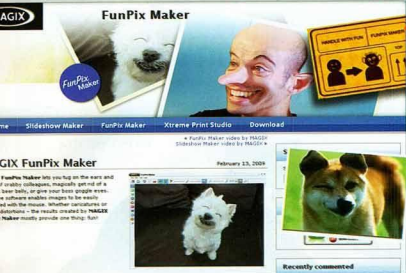 AGIX
FunPix Maker
HANDLE WITH FUN
FUNPIX MAKER
TOP
FunPix
Maker
me Slideshow Maker FunPix Maker Xtreme Print Studio Download
« FunPix Maker video by MAGIX
Slideshow Maker video by MAGIX »
GIX FunPix Maker
February 13, 2009
FunPix Maker lets you tug on the ears and
f crabby colleagues, magically get rid of a
beer belly, or give your boss goggle eyes.
e software enables images to be easily
ed with the mouse. Whether caricatures or
distortions – the results created by MAGIX
Maker mostly provide one thing: fun!
S
Recently commented